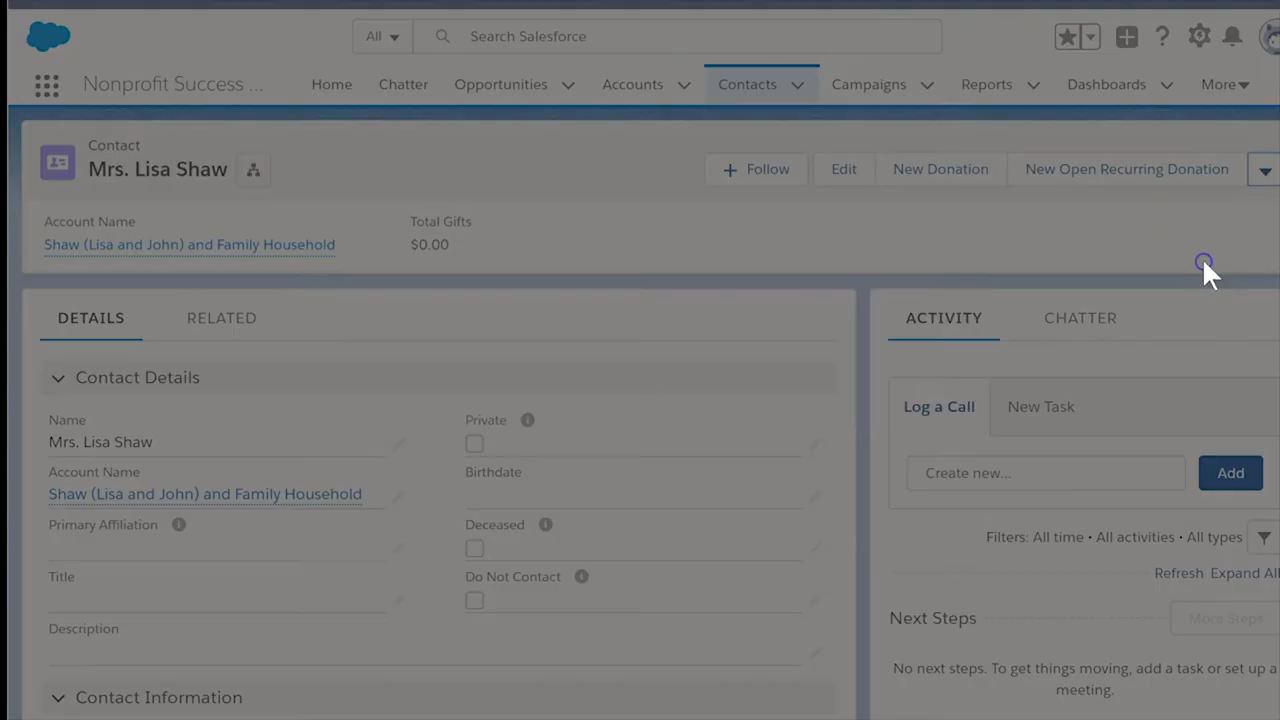 All
Search Salesforce
Nonprofit Success ...
Home
Chatter
Opportunities
Accounts
Contacts
Campaigns
Reports
Dashboards
More
Contact
Mrs. Lisa Shaw
+ Follow
Edit
New Donation
New Open Recurring Donation
Account Name
Total Gifts
Shaw (Lisa and John) and Family Household
$0.00
DETAILS
RELATED
ACTIVITY
CHATTER
Contact Details
Name
Mrs. Lisa Shaw
Private
Account Name
Shaw (Lisa and John) and Family Household
Birthdate
Primary Affiliation
Deceased
Title
Do Not Contact
Description
Contact Information
Log a Call
New Task
Create new...
Add
Filters: All time • All activities • All types
Refresh Expand All
Next Steps
More Steps
No next steps. To get things moving, add a task or set up a
meeting.